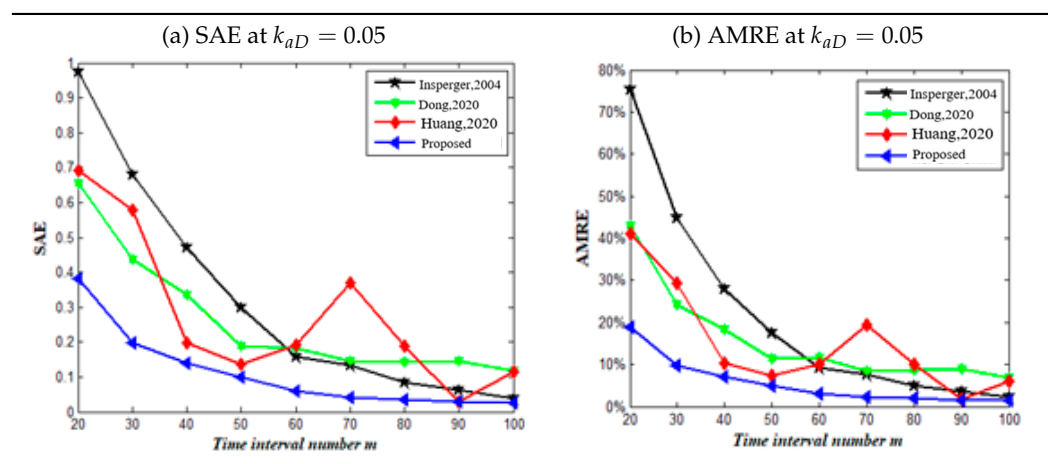 (a) SAE at k_{aD} = 0.05
(b) AMRE at k_{aD} = 0.05
1
0.9
0.8
0.7
0.6
0.5
0.4
0.3
0.2
0.1
0
SAE
20 30 40 50 60 70 80 90 100
Time interval number m
Insperger,2004
Dong,2020
Huang,2020
Proposed
80%
70%
60%
50%
40%
30%
20%
10%
0%
AMRE
20 30 40 50 60 70 80 90 100
Time interval number m
Insperger,2004
Dong,2020
Huang,2020
Proposed